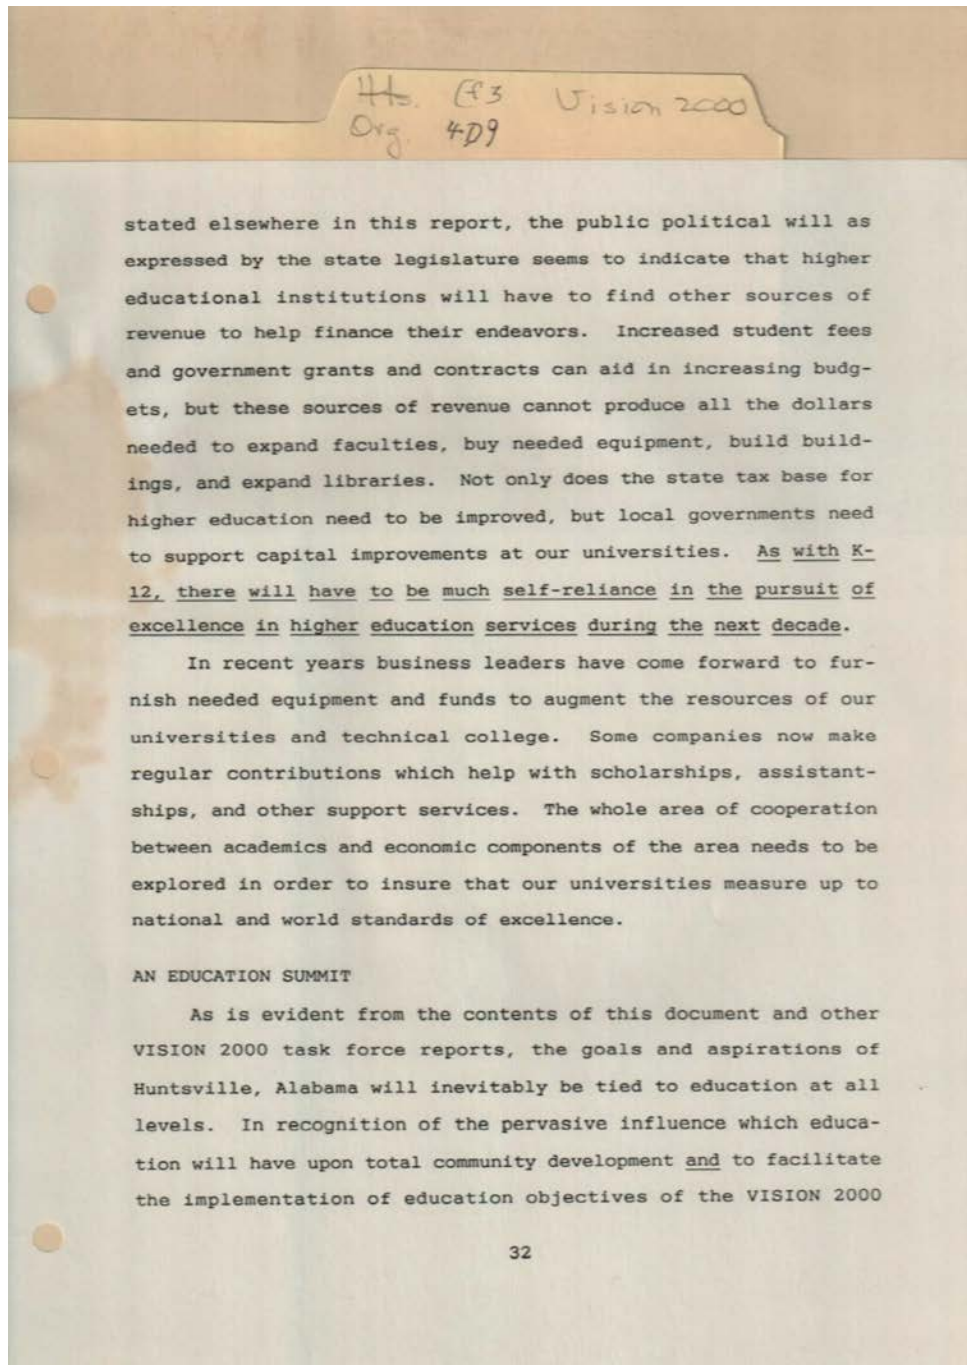 Hts. Cf3 Vision 2000
Org. 4D9
stated elsewhere in this report, the public political will as
expressed by the state legislature seems to indicate that higher
educational institutions will have to find other sources of
revenue to help finance their endeavors. Increased student fees
and government grants and contracts can aid in increasing budg-
ets, but these sources of revenue cannot produce all the dollars
needed to expand faculties, buy needed equipment, build build-
ings, and expand libraries. Not only does the state tax base for
higher education need to be improved, but local governments need
to support capital improvements at our universities. As with K-
12, there will have to be much self-reliance in the pursuit of
excellence in higher education services during the next decade.
In recent years business leaders have come forward to fur-
nish needed equipment and funds to augment the resources of our
universities and technical college. Some companies now make
regular contributions which help with scholarships, assistant-
ships, and other support services. The whole area of cooperation
between academics and economic components of the area needs to be
explored in order to insure that our universities measure up to
national and world standards of excellence.
AN EDUCATION SUMMIT
As is evident from the contents of this document and other
VISION 2000 task force reports, the goals and aspirations of
Huntsville, Alabama will inevitably be tied to education at all
levels. In recognition of the pervasive influence which educa-
tion will have upon total community development and to facilitate
the implementation of education objectives of the VISION 2000
32